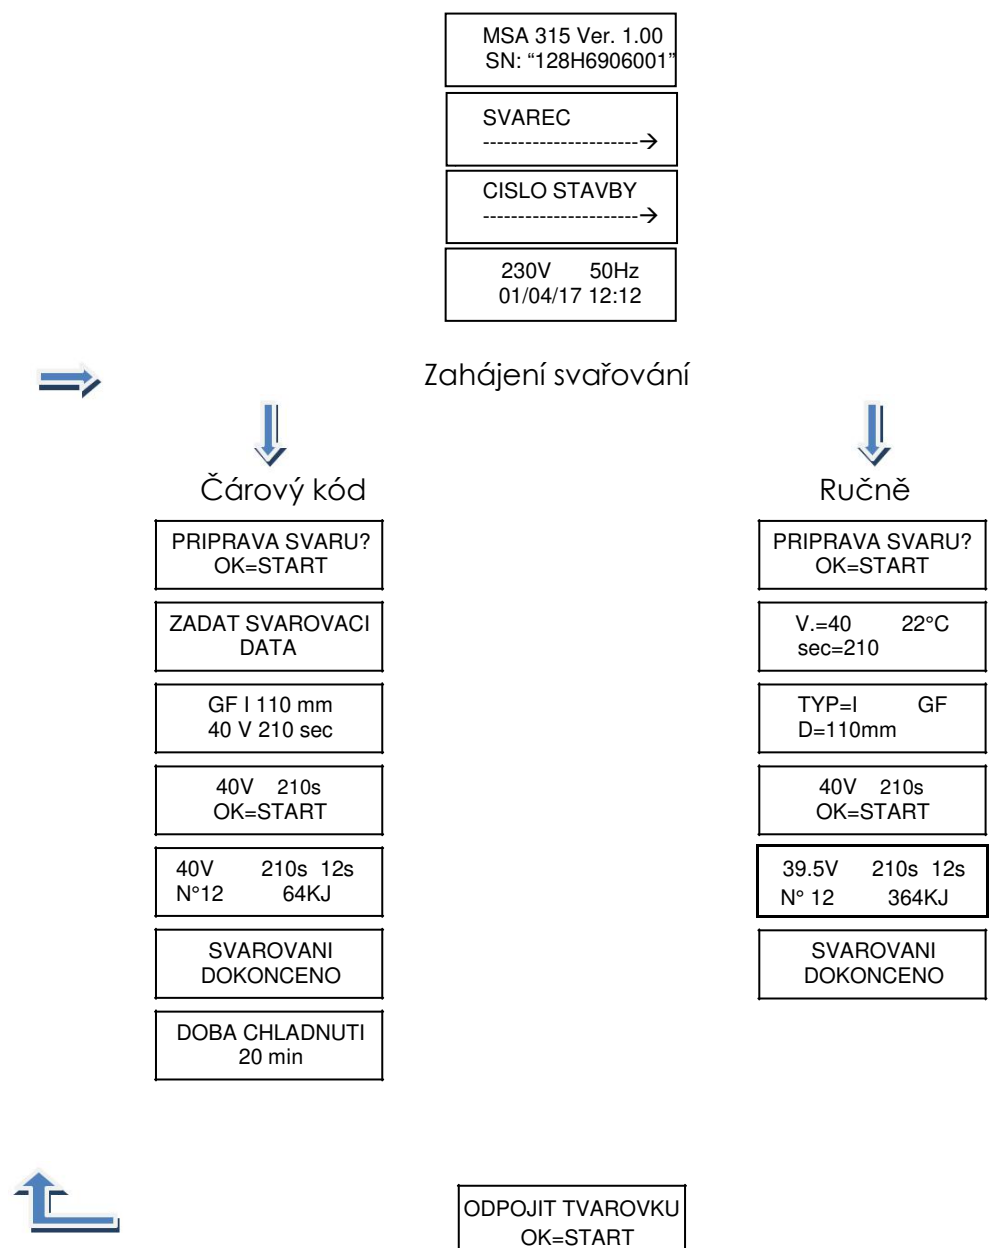 MSA 315 Ver. 1.00
SN: “128H6906001”
SVAREC
----------------------→
CISLO STAVBY
----------------------→
230V 50Hz
01/04/17 12:12
Zahájení svařování
Čárový kód
PRIPRAVA SVARU?
OK=START
ZADAT SVAROVACI
DATA
GF I 110 mm
40 V 210 sec
40V 210s
OK=START
40V 210s 12s
N°12 64KJ
SVAROVANI
DOKONCENO
DOBA CHLADNUTI
20 min
Ručně
PRIPRAVA SVARU?
OK=START
V.=40 22°C
sec=210
TYP=I GF
D=110mm
40V 210s
OK=START
39.5V 210s 12s
N° 12 364KJ
SVAROVANI
DOKONCENO
ODPOJIT TVAROVKU
OK=START